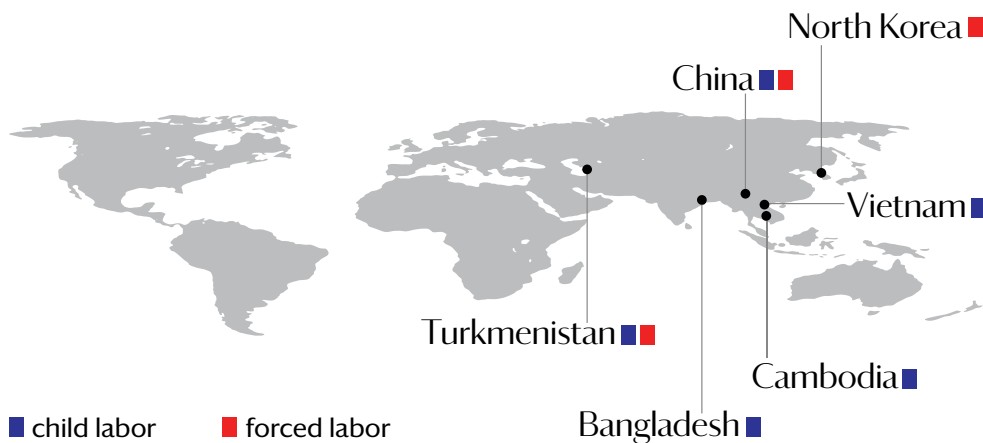 North Korea
China
Vietnam
Turkmenistan
Cambodia
Bangladesh
child labor
forced labor